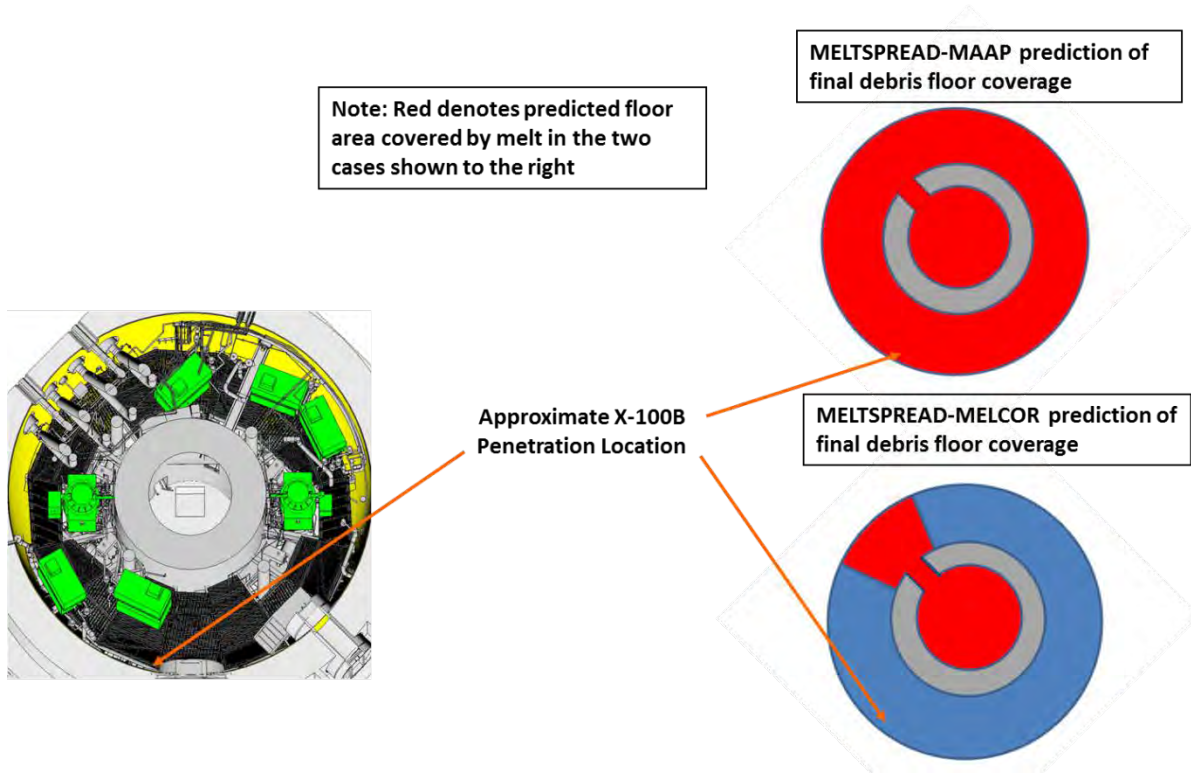 MELTSPREAD-MAAP prediction of
final debris floor coverage
Note: Red denotes predicted floor
area covered by melt in the two
cases shown to the right
Approximate X-100B
Penetration Location
MELTSPREAD-MELCOR prediction of
final debris floor coverage